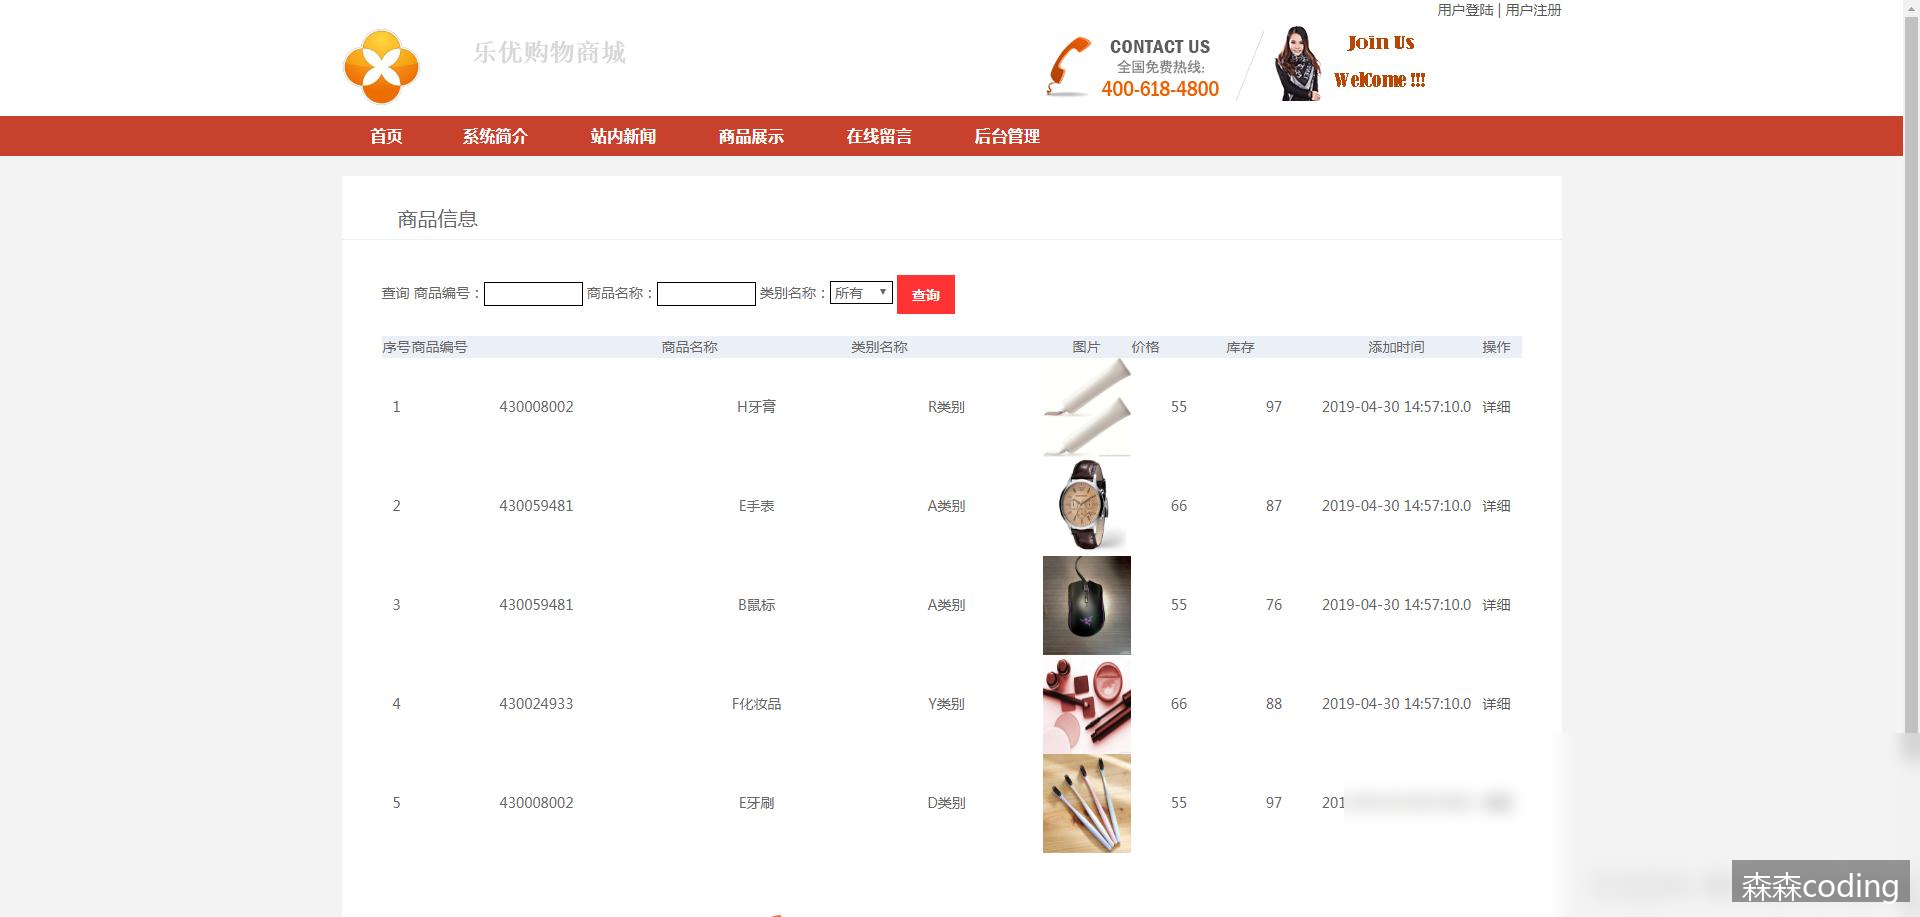 用户登陆 | 用户注册
乐优购物商城
CONTACT US
全国免费热线:
400-618-4800
Join Us
WelCome !!!
首页 系统简介 站内新闻 商品展示 在线留言 后台管理
商品信息
查询 商品编号： 商品名称： 类别名称： 所有 查询
序号 商品编号 商品名称 类别名称 图片 价格 库存 添加时间 操作
1 430008002 H牙膏 R类别 55 97 2019-04-30 14:57:10.0 详细
2 430059481 E手表 A类别 66 87 2019-04-30 14:57:10.0 详细
3 430059481 B鼠标 A类别 55 76 2019-04-30 14:57:10.0 详细
4 430024933 F化妆品 Y类别 66 88 2019-04-30 14:57:10.0 详细
5 430008002 E牙刷 D类别 55 97 201
森森coding